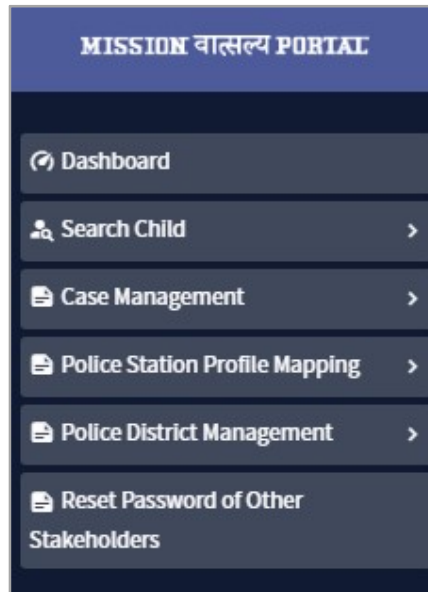 MISSION वात्सल्य PORTAL
Dashboard
Search Child
Case Management
Police Station Profile Mapping
Police District Management
Reset Password of Other
Stakeholders